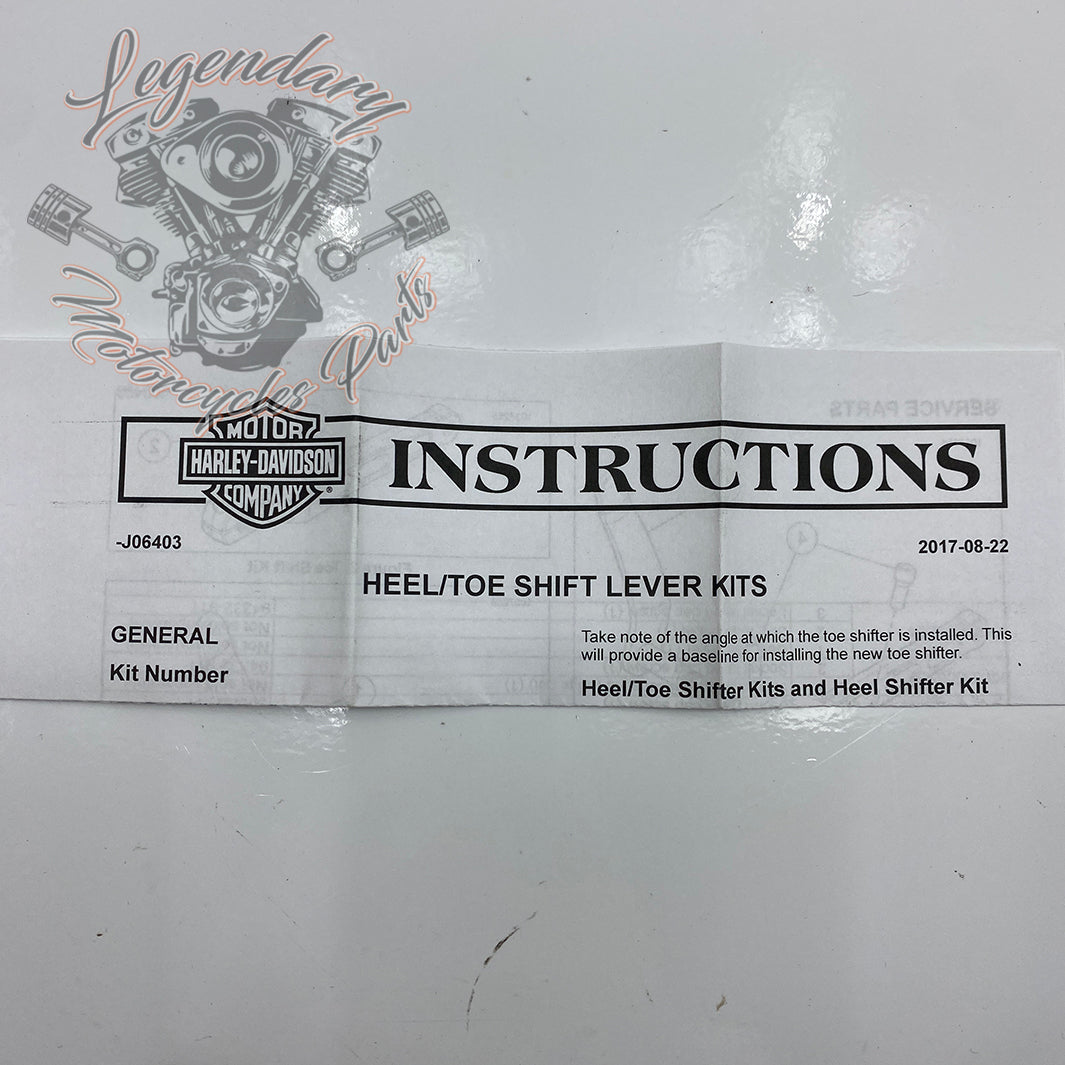 Legendary
Motorcycles Parts
MOTOR
HARLEY-DAVIDSON
COMPANY
®
INSTRUCTIONS
-J06403
2017-08-22
HEEL/TOE SHIFT LEVER KITS
GENERAL
Kit Number
Take note of the angle at which the toe shifter is installed. This
will provide a baseline for installing the new toe shifter.
Heel/Toe Shifter Kits and Heel Shifter Kit
SERVICE PARTS